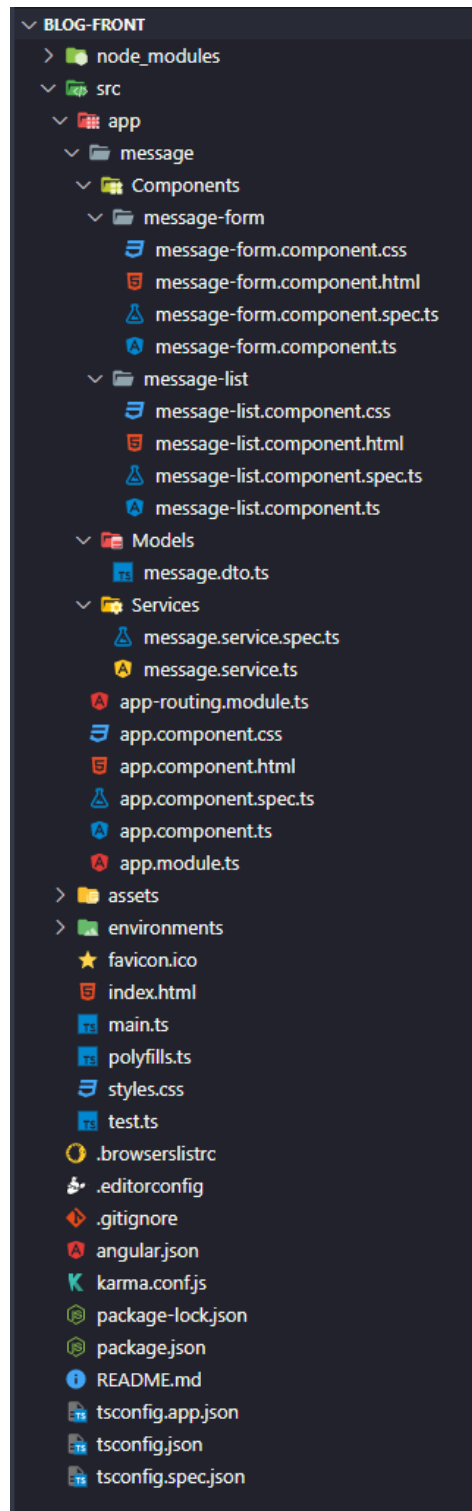 BLOG-FRONT
node_modules
src
app
message
Components
message-form
message-form.component.css
message-form.component.html
message-form.component.spec.ts
message-form.component.ts
message-list
message-list.component.css
message-list.component.html
message-list.component.spec.ts
message-list.component.ts
Models
message.dto.ts
Services
message.service.spec.ts
message.service.ts
app-routing.module.ts
app.component.css
app.component.html
app.component.spec.ts
app.component.ts
app.module.ts
assets
environments
favicon.ico
index.html
main.ts
polyfills.ts
styles.css
test.ts
.browserslistrc
.editorconfig
.gitignore
angular.json
karma.conf.js
package-lock.json
package.json
README.md
tsconfig.app.json
tsconfig.json
tsconfig.spec.json